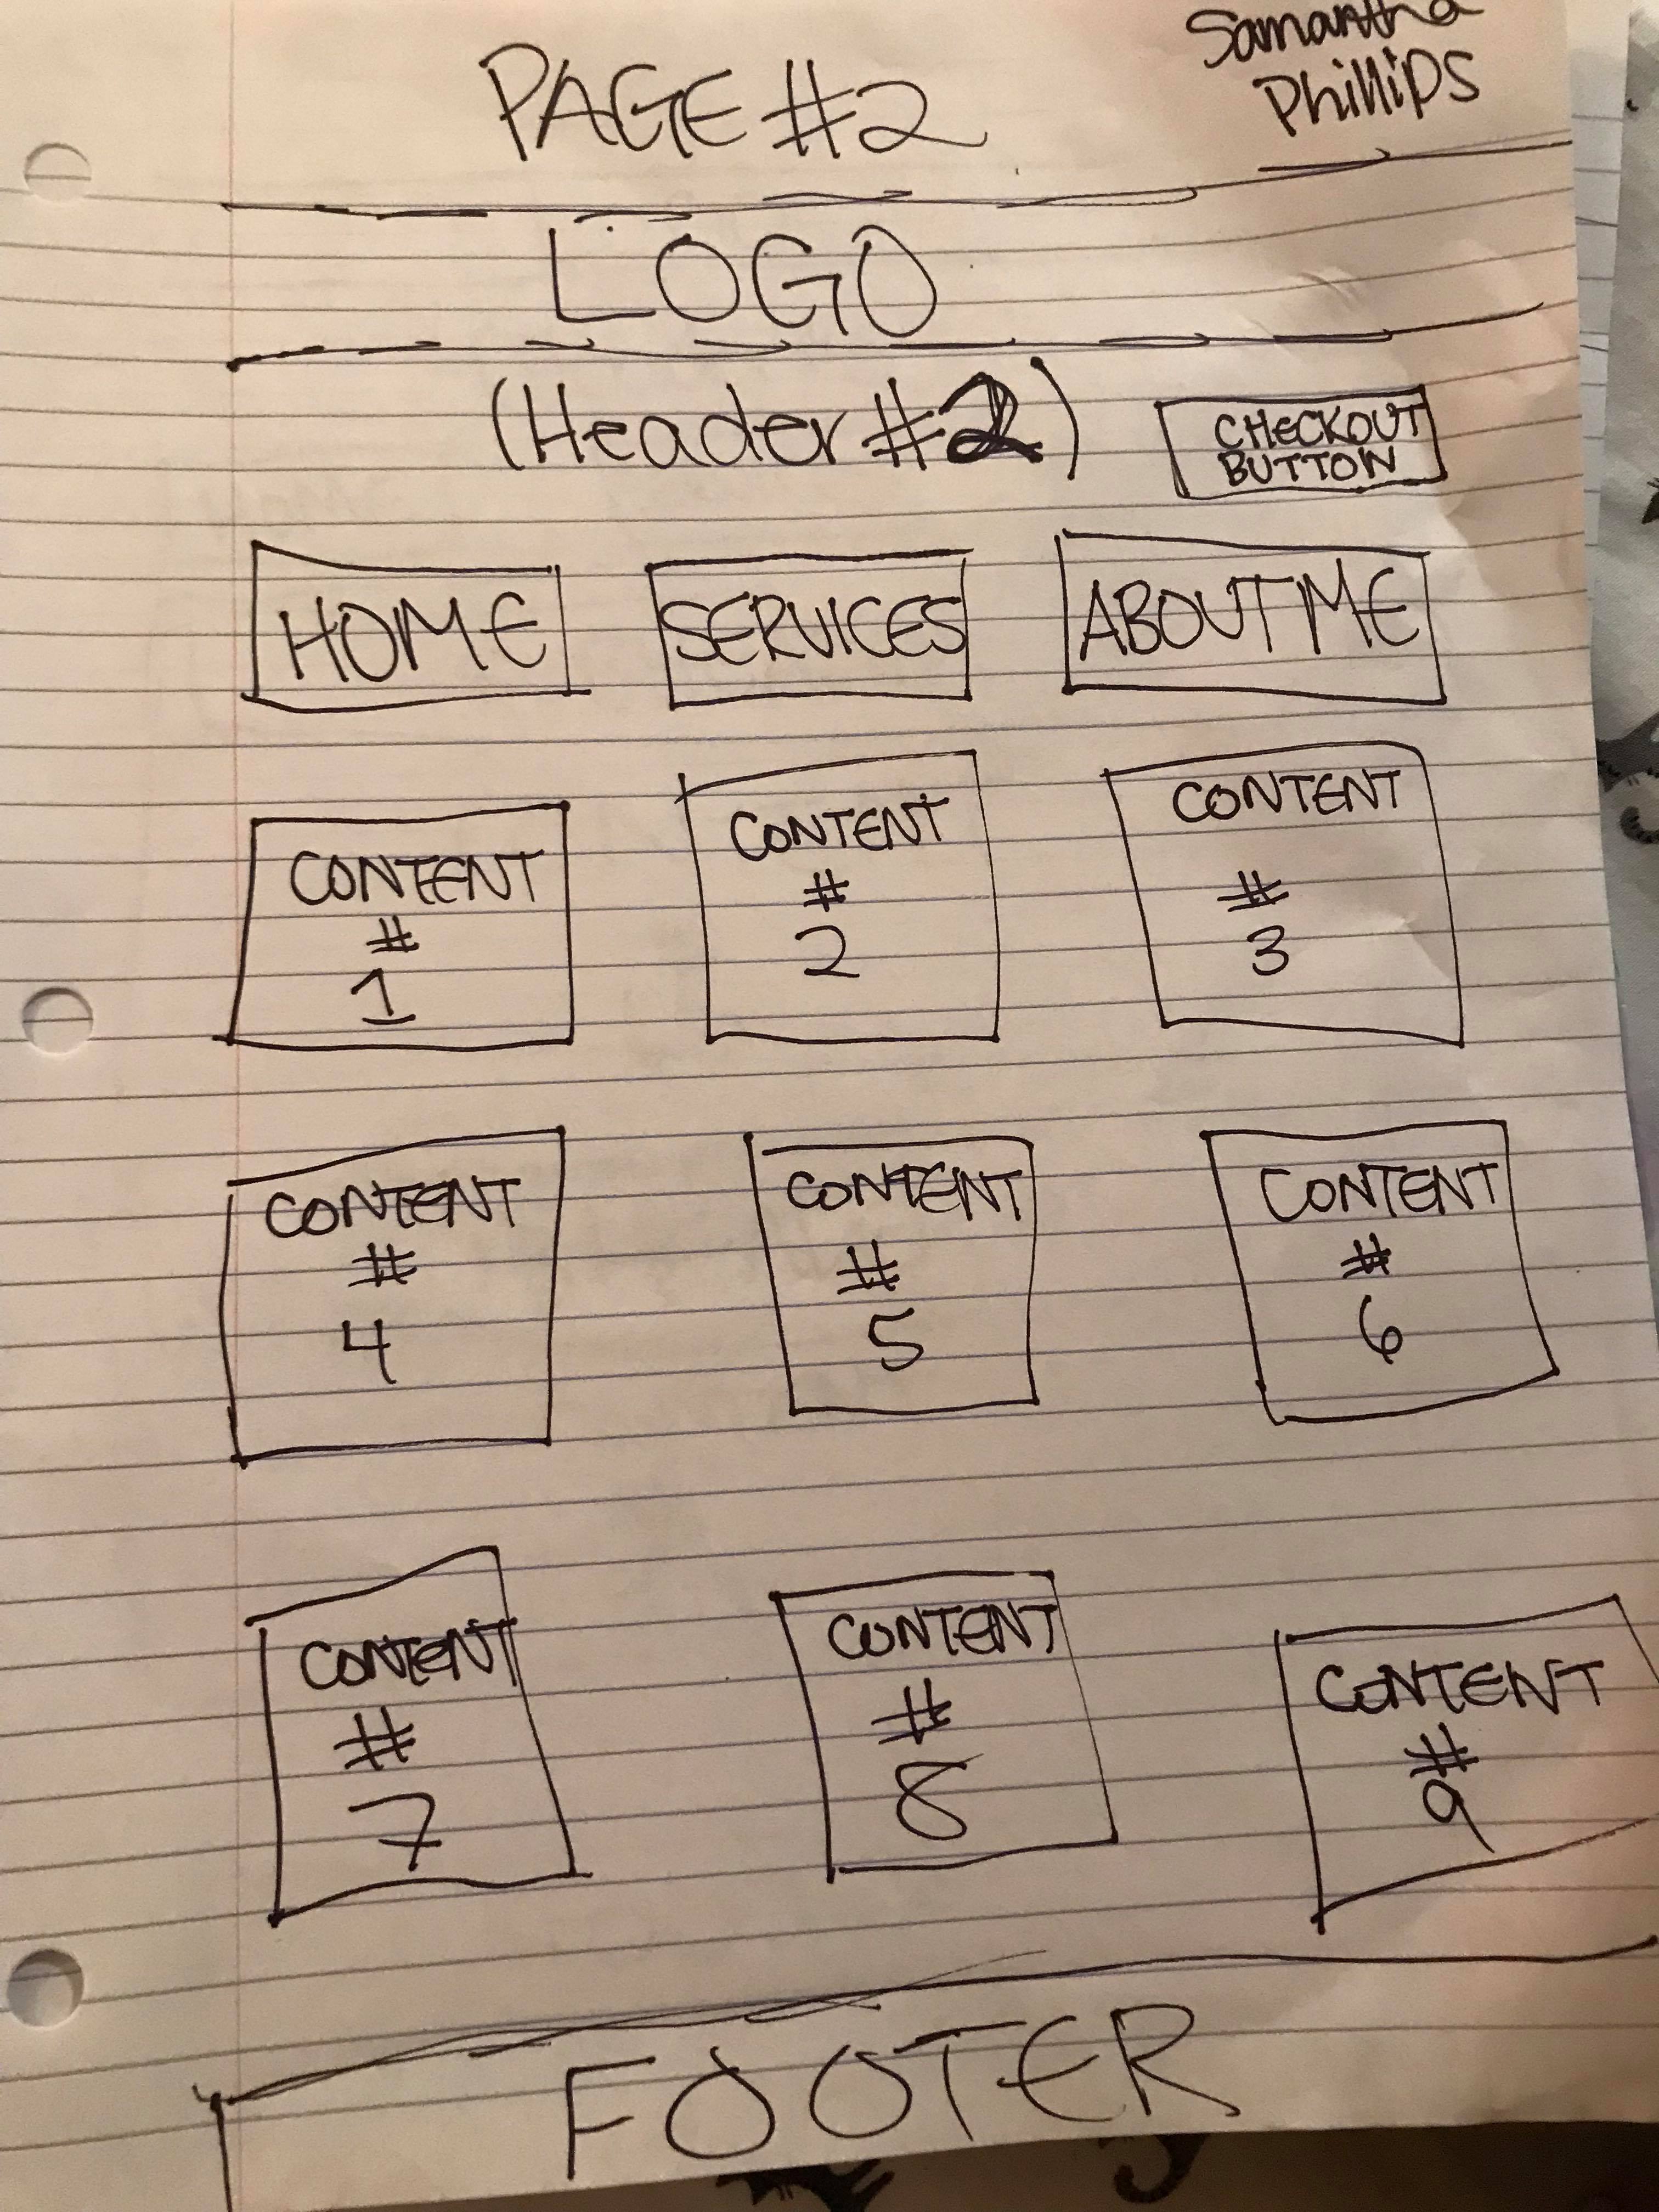 Samantha
Phillips
PAGE #2
LOGO
(Header #2)
CHECKOUT
BUTTON
HOME
SERVICES
ABOUT ME
CONTENT
#
1
CONTENT
#
2
CONTENT
#
3
CONTENT
#
4
CONTENT
#
5
CONTENT
#
6
CONTENT
#
7
CONTENT
#
8
CONTENT
#
9
FOOTER